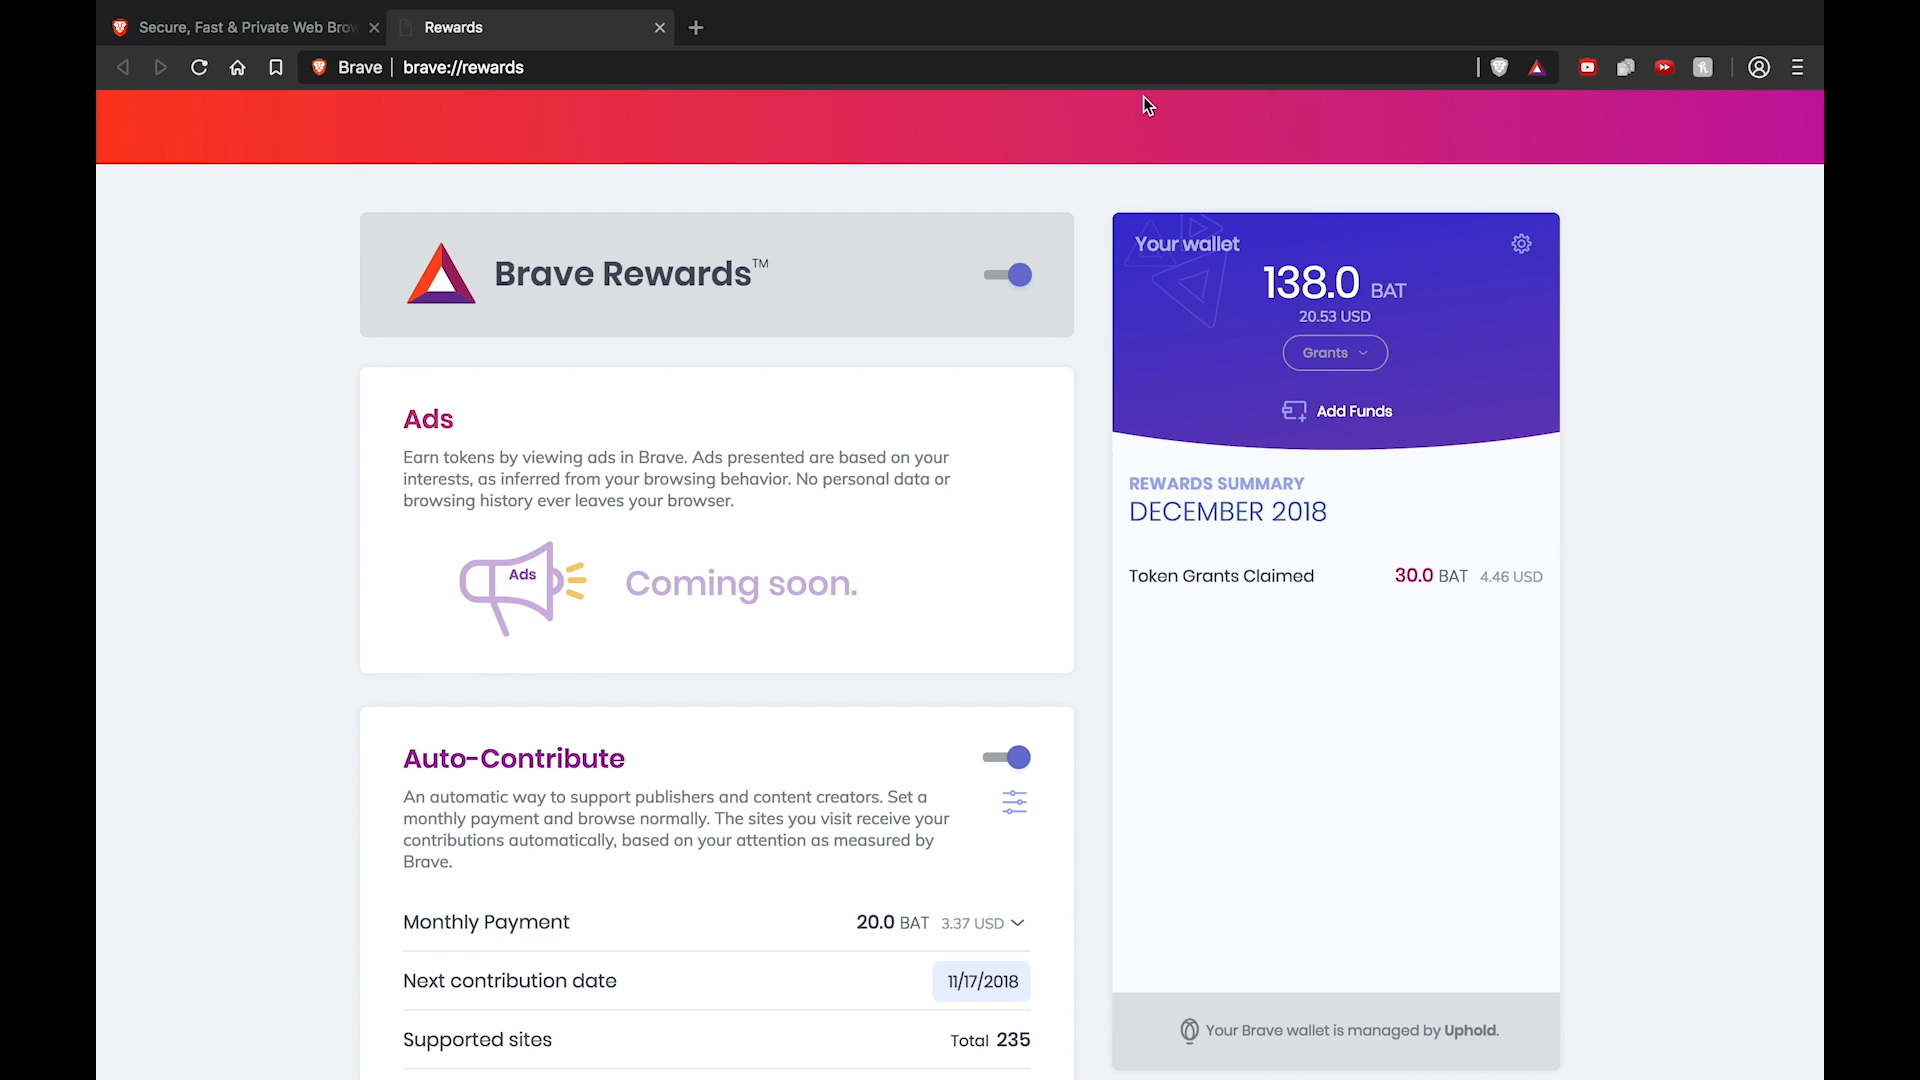 Secure, Fast & Private Web Brow
Rewards
Brave | brave://rewards
Brave Rewards™
Ads
Earn tokens by viewing ads in Brave. Ads presented are based on your
interests, as inferred from your browsing behavior. No personal data or
browsing history ever leaves your browser.
Ads
Coming soon.
Auto-Contribute
An automatic way to support publishers and content creators. Set a
monthly payment and browse normally. The sites you visit receive your
contributions automatically, based on your attention as measured by
Brave.
Monthly Payment 20.0 BAT 3.37 USD
Next contribution date 11/17/2018
Supported sites Total 235
Your wallet
138.0 BAT
20.53 USD
Grants
Add Funds
REWARDS SUMMARY
DECEMBER 2018
Token Grants Claimed 30.0 BAT 4.46 USD
Your Brave wallet is managed by Uphold.